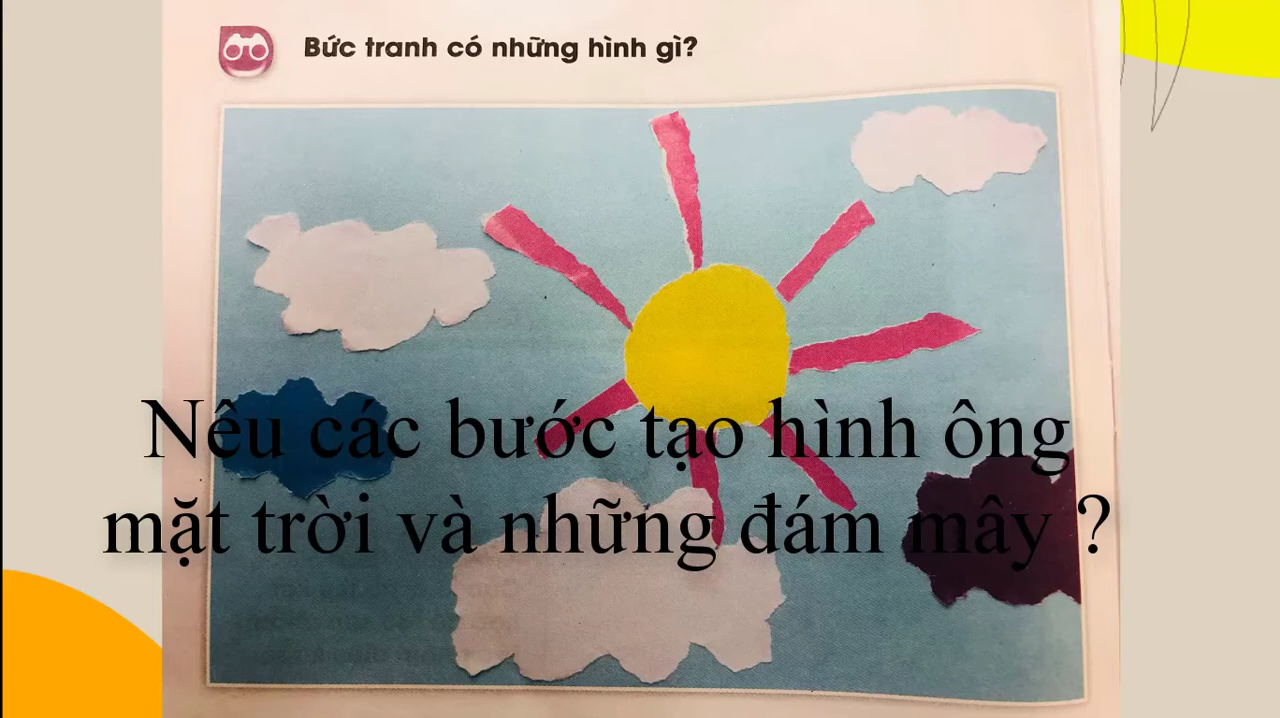 Bức tranh có những hình gì?
Nêu các bước tạo hình ông
mặt trời và những đám mây ?